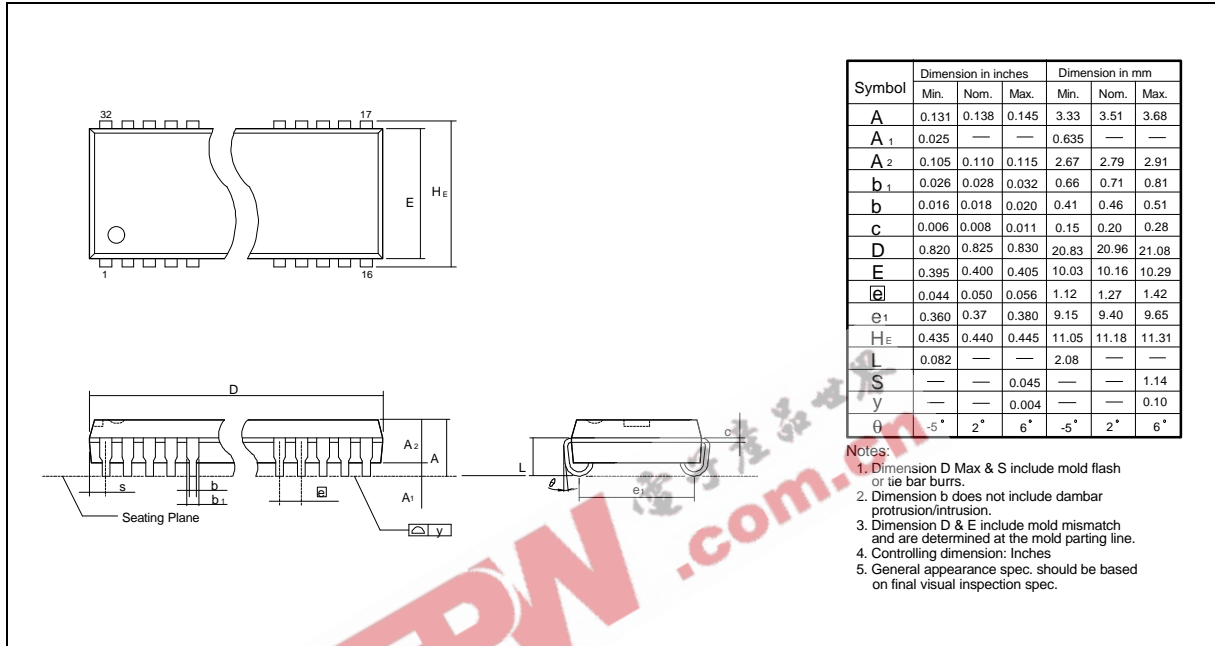 32 17
1 16
E
HE
D
A2
A
A1
s
b
b1
e
Seating Plane
y
L
c
θ
e1
Symbol Dimension in inches Dimension in mm
Min. Nom. Max. Min. Nom. Max.
A 0.131 0.138 0.145 3.33 3.51 3.68
A1 0.025 — — 0.635 — —
A2 0.105 0.110 0.115 2.67 2.79 2.91
b1 0.026 0.028 0.032 0.66 0.71 0.81
b 0.016 0.018 0.020 0.41 0.46 0.51
c 0.006 0.008 0.011 0.15 0.20 0.28
D 0.820 0.825 0.830 20.83 20.96 21.08
E 0.395 0.400 0.405 10.03 10.16 10.29
e 0.044 0.050 0.056 1.12 1.27 1.42
e1 0.360 0.37 0.380 9.15 9.40 9.65
HE 0.435 0.440 0.445 11.05 11.18 11.31
L 0.082 — — 2.08 — —
S — — 0.045 — — 1.14
y — — 0.004 — — 0.10
θ -5° 2° 6° -5° 2° 6°
Notes:
1. Dimension D Max & S include mold flash
or tie bar burrs.
2. Dimension b does not include dambar
protrusion/intrusion.
3. Dimension D & E include mold mismatch
and are determined at the mold parting line.
4. Controlling dimension: Inches
5. General appearance spec. should be based
on final visual inspection spec.
.com.cn